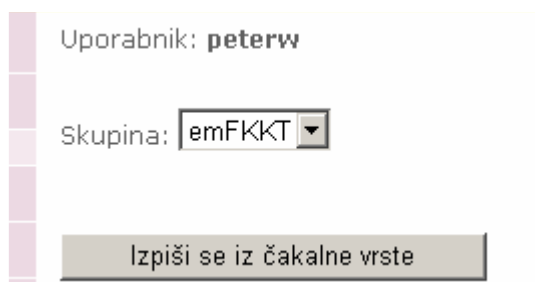 Uporabnik: peterw
Skupina: emFKKT
Izpiši se iz čakalne vrste